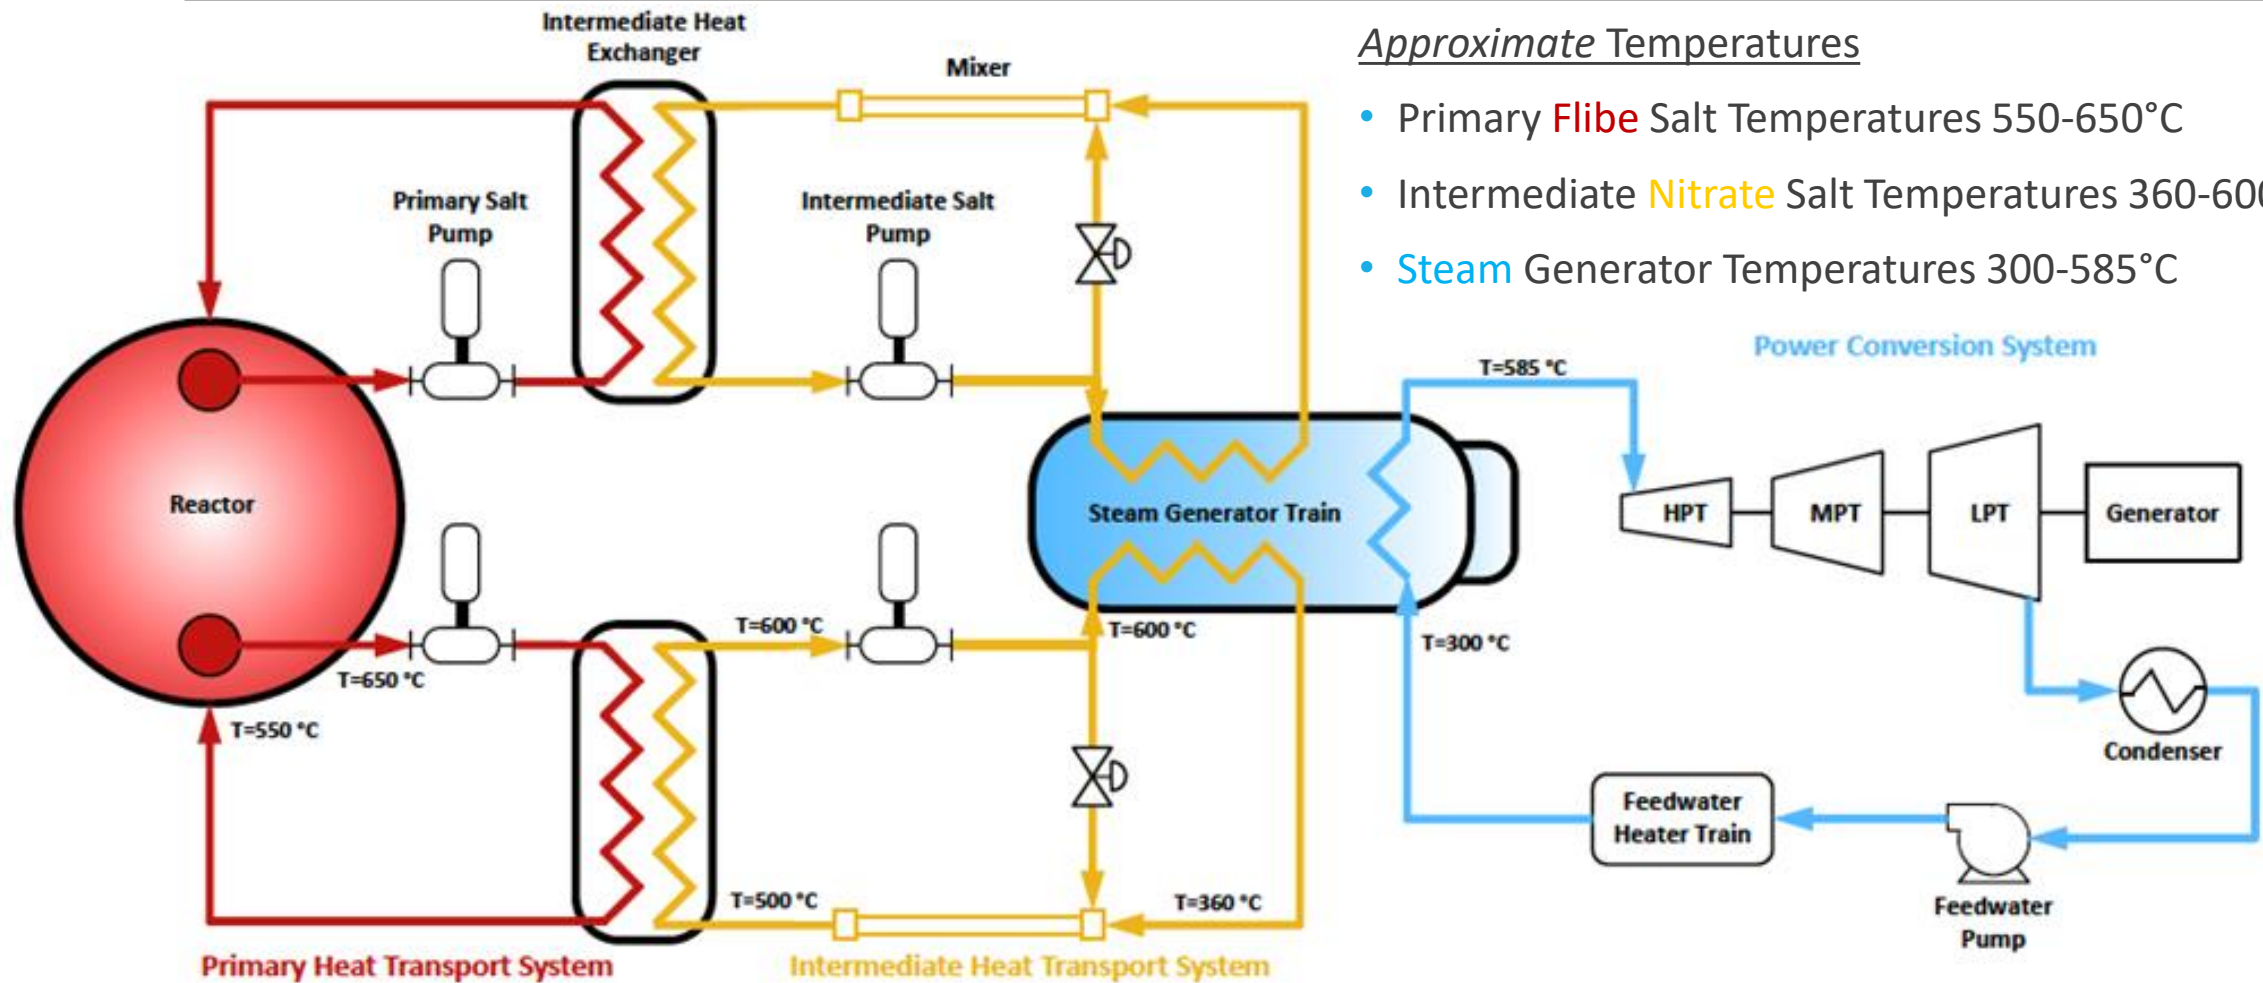 Intermediate Heat
Exchanger
Mixer
Approximate Temperatures
• Primary Flibe Salt Temperatures 550-650°C
• Intermediate Nitrate Salt Temperatures 360-600
• Steam Generator Temperatures 300-585°C
Primary Salt
Pump
Intermediate Salt
Pump
Power Conversion System
T=585 °C
Reactor
Steam Generator Train
HPT
MPT
LPT
Generator
T=600 °C
T=600 °C
T=300 °C
T=650 °C
T=550 °C
Condenser
Feedwater
Heater Train
T=500 °C
T=360 °C
Feedwater
Pump
Primary Heat Transport System
Intermediate Heat Transport System